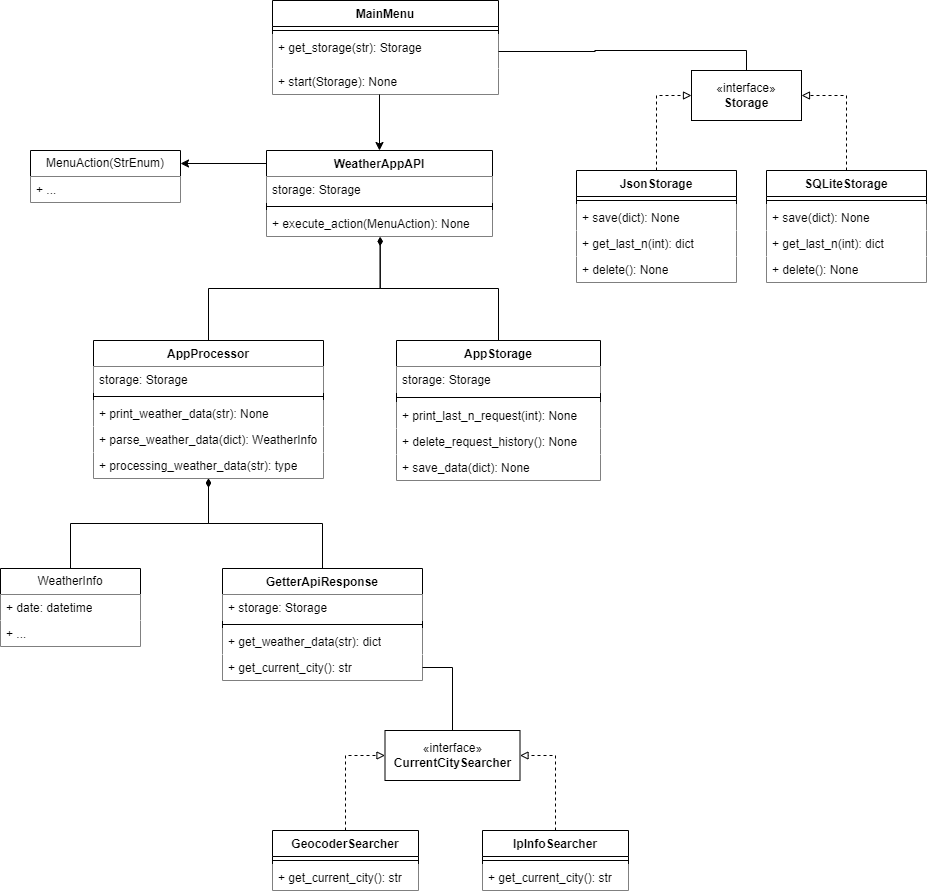 MainMenu
+ get_storage(str): Storage
+ start(Storage): None
«interface»
Storage
MenuAction(StrEnum)
+ ...
WeatherAppAPI
storage: Storage
+ execute_action(MenuAction): None
JsonStorage
+ save(dict): None
+ get_last_n(int): dict
+ delete(): None
SQLiteStorage
+ save(dict): None
+ get_last_n(int): dict
+ delete(): None
AppProcessor
storage: Storage
+ print_weather_data(str): None
+ parse_weather_data(dict): WeatherInfo
+ processing_weather_data(str): type
AppStorage
storage: Storage
+ print_last_n_request(int): None
+ delete_request_history(): None
+ save_data(dict): None
WeatherInfo
+ date: datetime
+ ...
GetterApiResponse
+ storage: Storage
+ get_weather_data(str): dict
+ get_current_city(): str
«interface»
CurrentCitySearcher
GeocoderSearcher
+ get_current_city(): str
IpInfoSearcher
+ get_current_city(): str